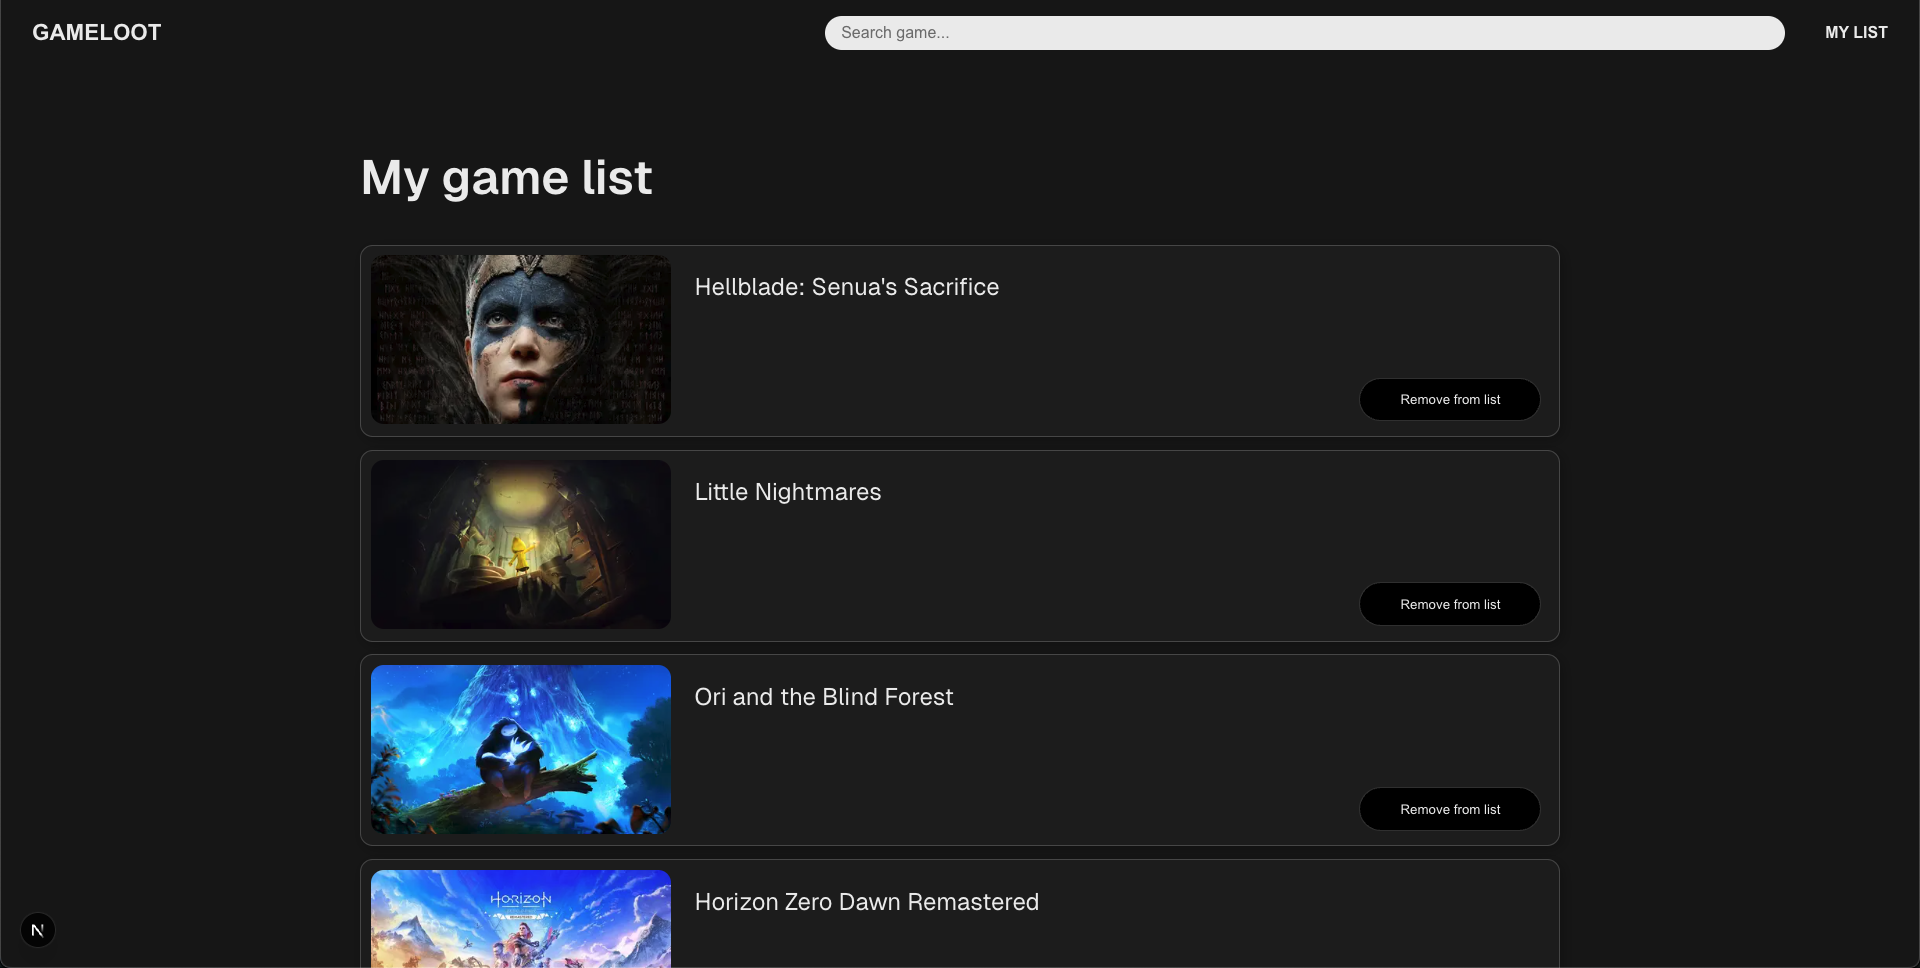 GAMELOOT
Search game...
MY LIST
My game list
Hellblade: Senua's Sacrifice
Remove from list
Little Nightmares
Remove from list
Ori and the Blind Forest
Remove from list
HORIZON
Horizon Zero Dawn Remastered
N